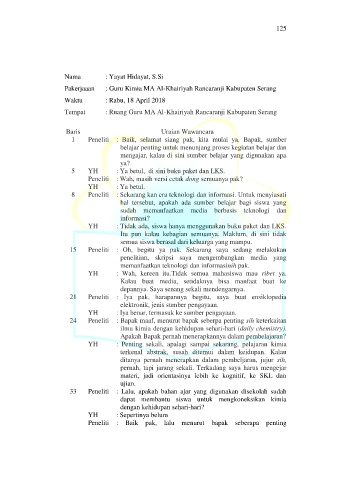 125
Nama : Yayat Hidayat, S.Si
Pekerjaaan : Guru Kimia MA Al-Khairiyah Rancaranji Kabupaten Serang
Waktu : Rabu, 18 April 2018
Tempat : Ruang Guru MA Al-Khairiyah Rancaranji Kabupaten Serang
Baris Uraian Wawancara
1 Peneliti : Baik, selamat siang pak, kita mulai ya. Bapak, sumber
belajar penting untuk menunjang proses kegiatan belajar dan
mengajar, kalau di sini sumber belajar yang digunakan apa
ya?
5 YH : Ya betul, di sini buku paket dan LKS.
Peneliti : Wah, masih versi cetak dong semuanya pak?
YH : Ya betul.
8 Peneliti : Sekarang kan era teknologi dan informasi. Untuk menyiasati
hal tersebut, apakah ada sumber belajar bagi siswa yang
sudah memanfaatkan media berbasis teknologi dan
informasi?
YH : Tidak ada, siswa hanya menggunakan buku paket dan LKS.
Itu pun kalau kebagian semuanya. Maklum, di sini tidak
semua siswa berasal dari keluarga yang mampu.
15 Peneliti : Oh, begitu ya pak. Sekarang saya sedang melakukan
penelitian, skripsi saya mengembangkan media yang
memanfaatkan teknologi dan informasinih pak.
YH : Wah, kereen itu.Tidak semua mahasiswa mau ribet ya.
Kalau buat media, seidaknya bisa manfaat buat ke
depannya. Saya senang sekali mendengarnya.
21 Peneliti : Iya pak, harapannya begitu, saya buat ensiklopedia
elektronik, jenis sumber pengayaan.
YH : Iya benar, termasuk ke sumber pengayaan.
24 Peneliti : Bapak maaf, menurut bapak seberpa penting sih keterkaitan
ilmu kimia dengan kehidupan sehari-hari (daily chemistry).
Apakah Bapak pernah menerapkannya dalam pembelajaran?
YH : Penting sekali, apalagi sampai sekarang, pelajaran kimia
terkenal abstrak, susah ditemui dalam keidupan. Kalau
ditanya pernah menerapkan dalam pembeljaran, jujur sih,
pernah, tapi jarang sekali. Terkadang saya harus mengejar
materi, jadi orientasinya lebih ke kognitif, ke SKL dan
ujian.
33 Peneliti : Lalu, apakah bahan ajar yang digunakan disekolah sudah
dapat membantu siswa untuk mengkoneksikan kimia
dengan kehidupan sehari-hari?
YH : Sepertinya belum
Peneliti : Baik pak, lalu menurut bapak seberapa penting